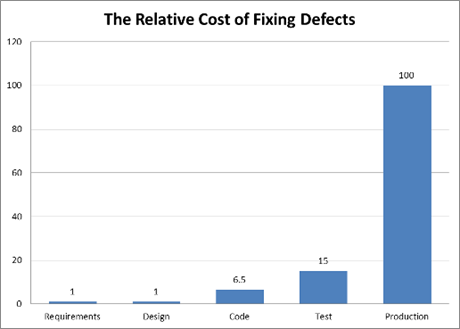 The Relative Cost of Fixing Defects
120
100
80
60
40
20
0
1
1
6.5
15
100
Requirements
Design
Code
Test
Production